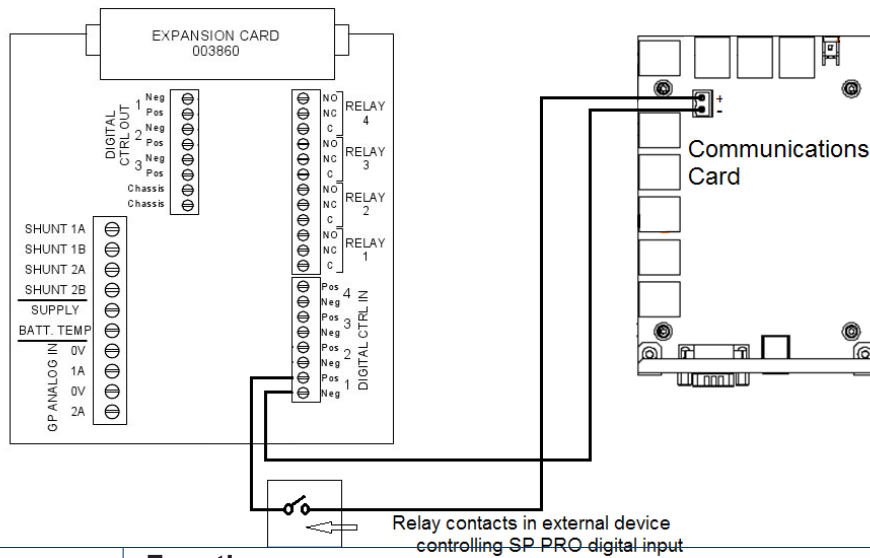 EXPANSION CARD
003860
DIGITAL
CTRL OUT
1
Neg
Pos
2
Neg
Pos
3
Neg
Pos
Chassis
Chassis
NO
NC
C
RELAY
4
NO
NC
C
RELAY
3
NO
NC
C
RELAY
2
NO
NC
C
RELAY
1
SHUNT 1A
SHUNT 1B
SHUNT 2A
SHUNT 2B
SUPPLY
BATT. TEMP
GP ANALOG IN
0V
1A
0V
2A
Pos
Neg
4
Pos
Neg
3
Pos
Neg
2
Pos
Neg
1
DIGITAL CTRL IN
+
-
Communications
Card
Relay contacts in external device
controlling SP PRO digital input